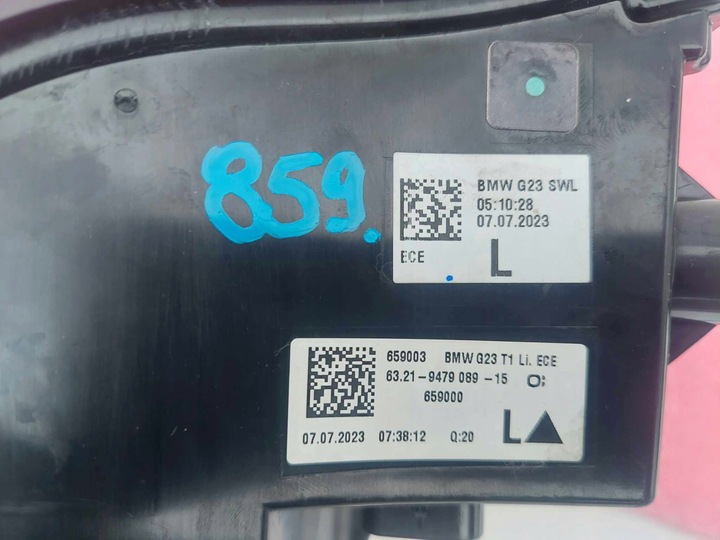 859.
BMW G23 SWL
05:10:28
07.07.2023
ECE
L
659003 BMW G23 T1 Li. ECE
63.21-9479 089-15 O:
659000
07.07.2023 07:38:12 Q:20
L